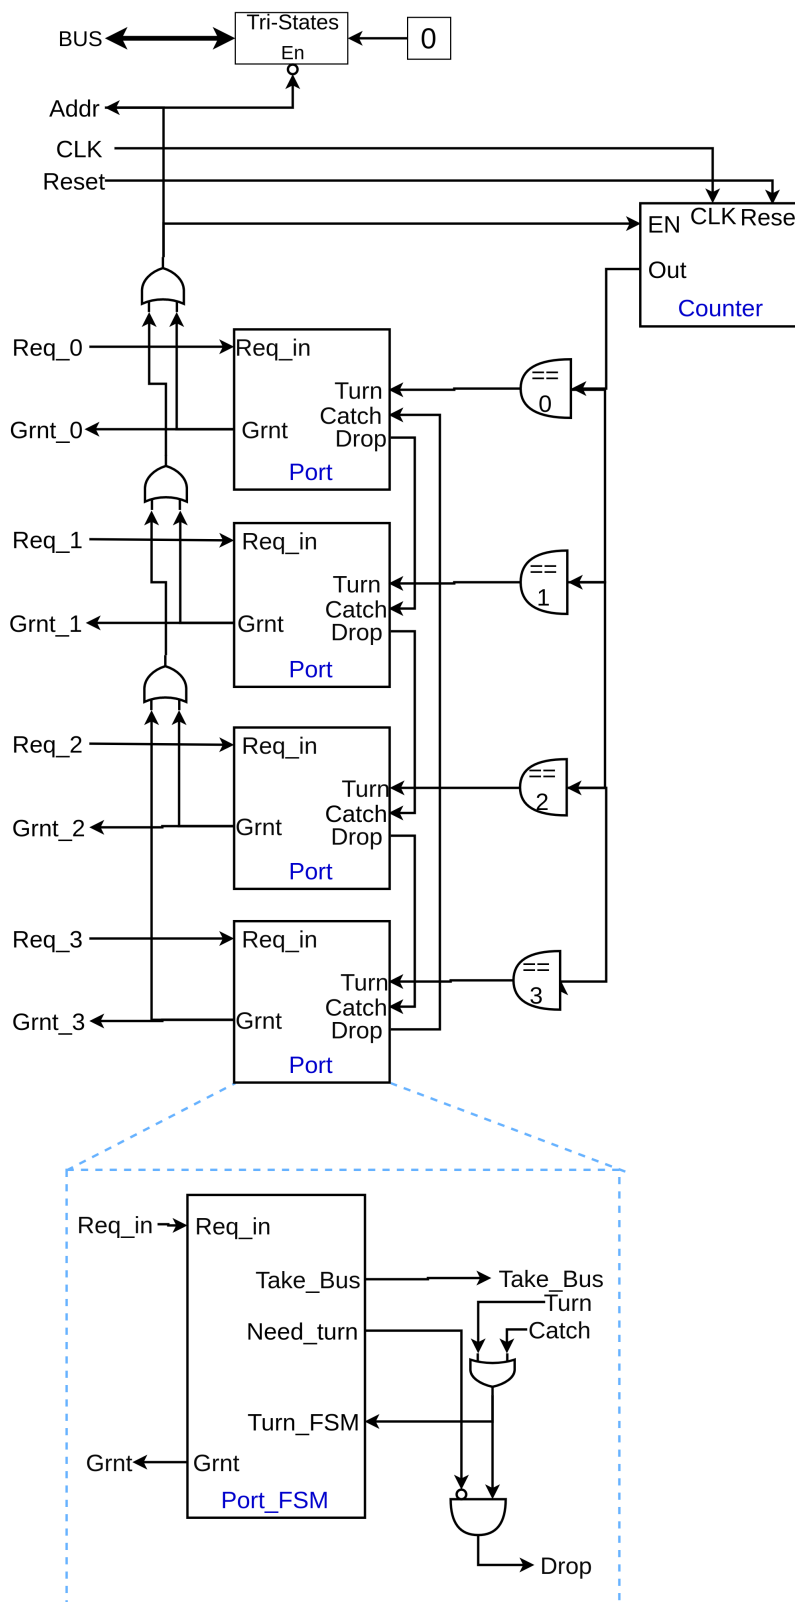 Tri-States
BUS
0
En
Addr
CLK
Reset
CLK Rese
EN
Out
Counter
Req_0
Req_in
==
0
Turn
Catch
Grnt_0
Grnt
Drop
Port
Req_1
Req_in
==
1
Turn
Catch
Grnt_1
Grnt
Drop
Port
Req_2
Req_in
==
2
Turn
Catch
Grnt_2
Grnt
Drop
Port
Req_3
Req_in
==
3
Turn
Catch
Grnt_3
Grnt
Drop
Port
Req_in
Req_in
Take_Bus
Take_Bus
Turn
Need_turn
Catch
Turn_FSM
Grnt
Grnt
Port_FSM
Drop